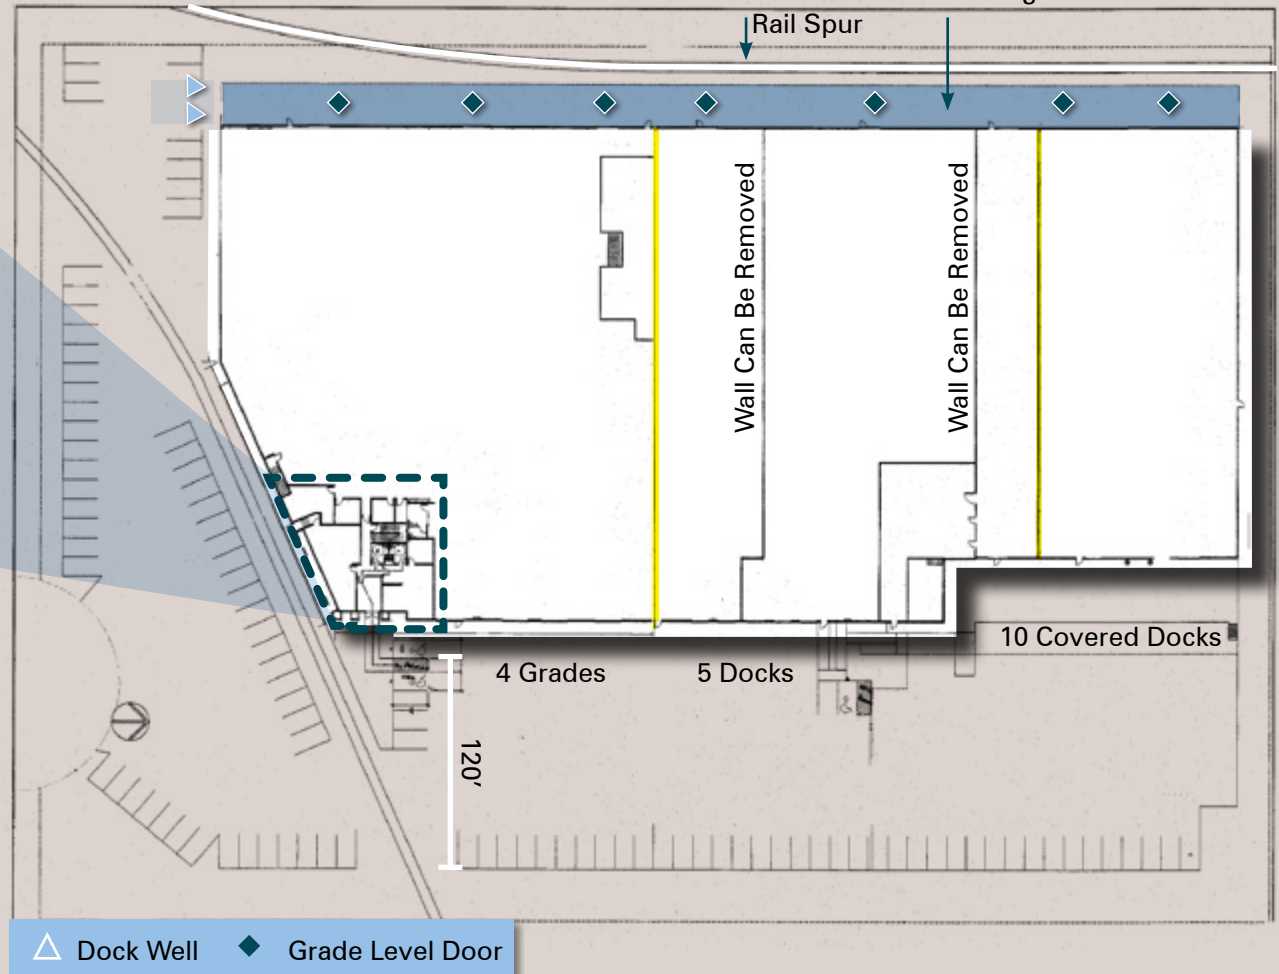 Rail Spur
Wall Can Be Removed
Wall Can Be Removed
10 Covered Docks
4 Grades
5 Docks
120′
Dock Well
Grade Level Door